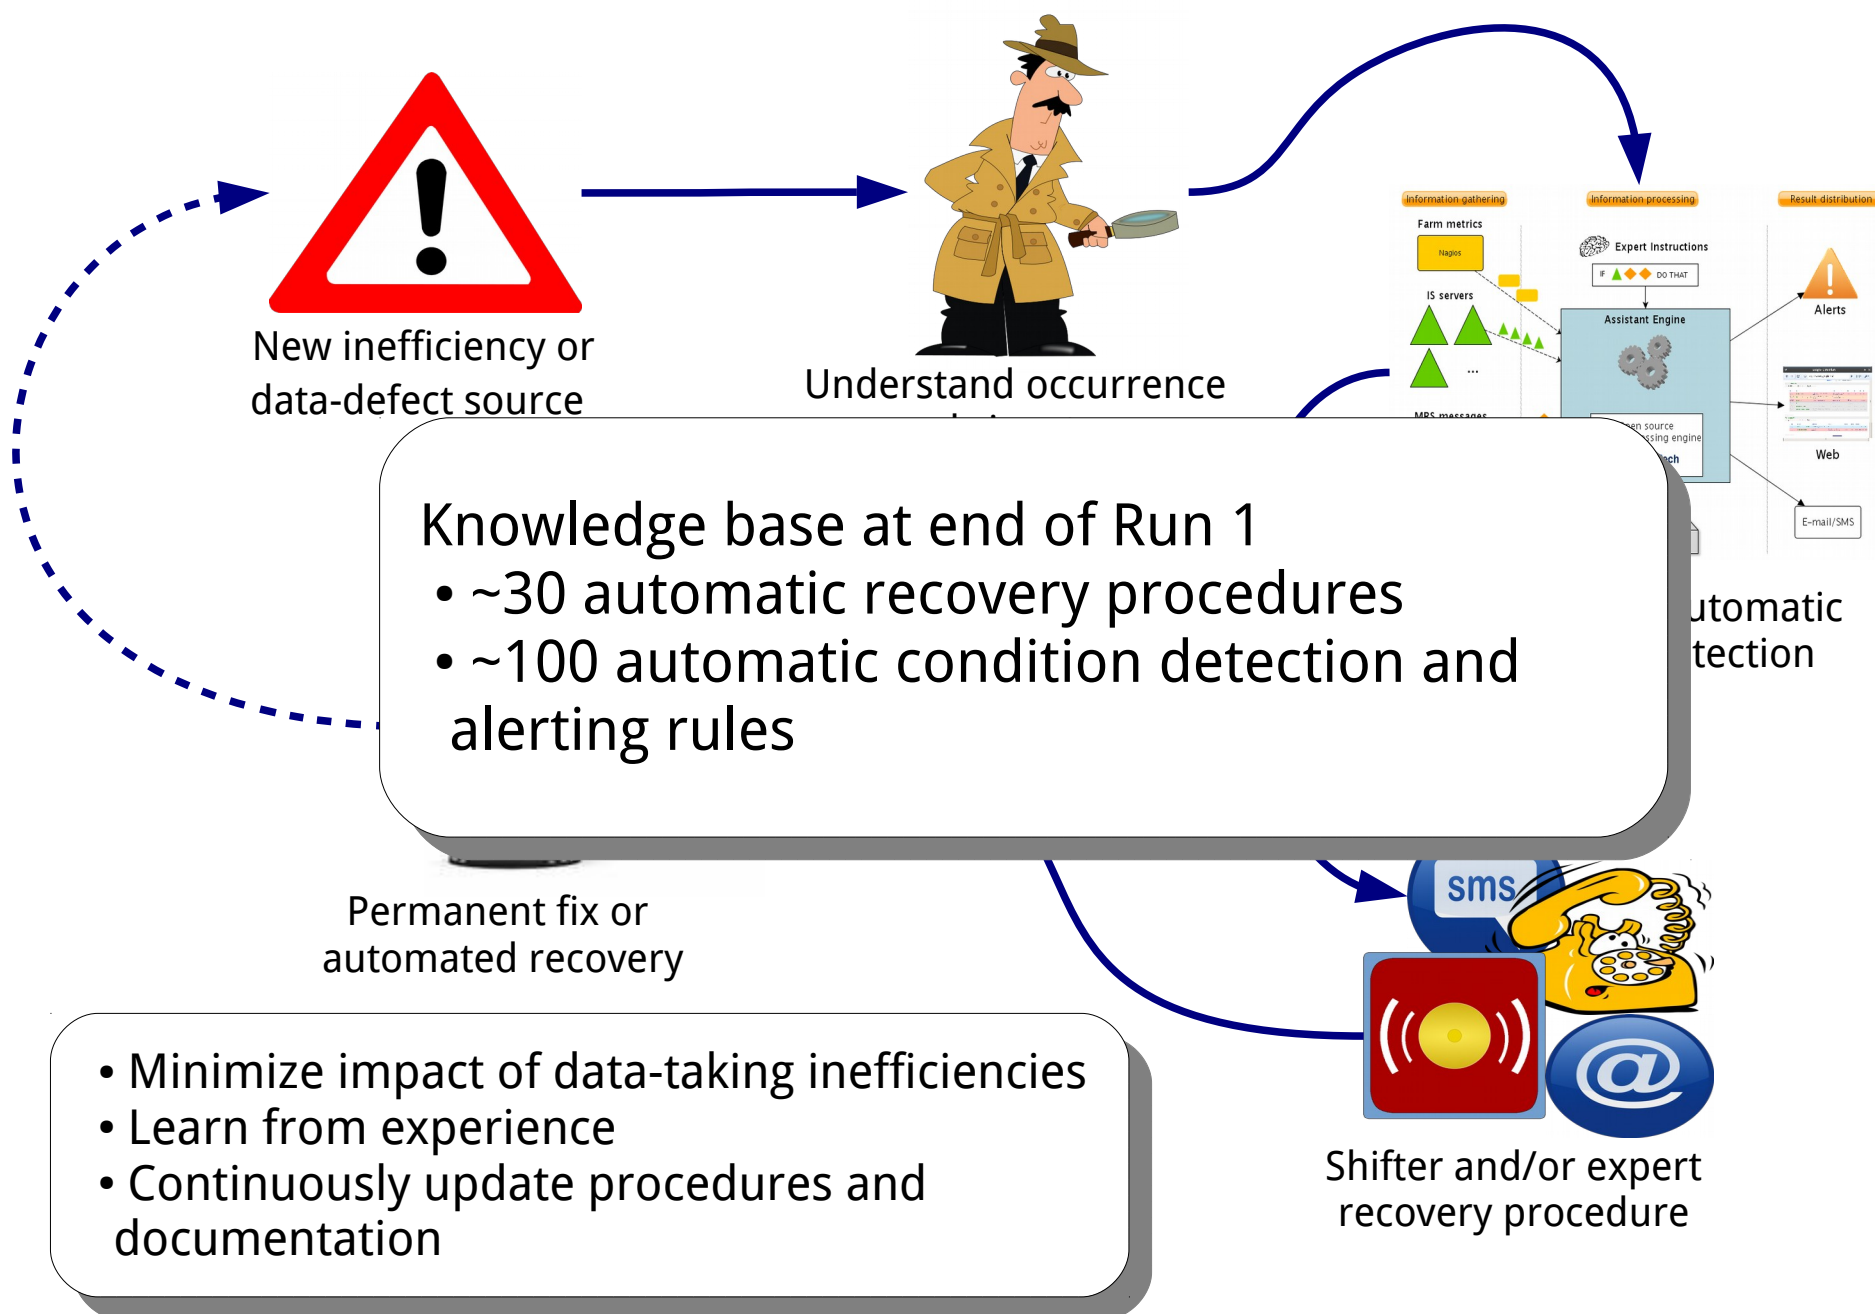 Information gathering
Information processing
Result distribution
Farm metrics
Nagios
Expert Instructions
IF
DO THAT
IS servers
Assistant Engine
Alerts
...
New inefficiency or
data-defect source
Understand occurrence
MRS messages
source
engine
Web
E-mail/SMS
Knowledge base at end of Run 1
• ~30 automatic recovery procedures
• ~100 automatic condition detection and
alerting rules
utomatic
tection
sms
Permanent fix or
automated recovery
@
• Minimize impact of data-taking inefficiencies
• Learn from experience
• Continuously update procedures and
documentation
Shifter and/or expert
recovery procedure